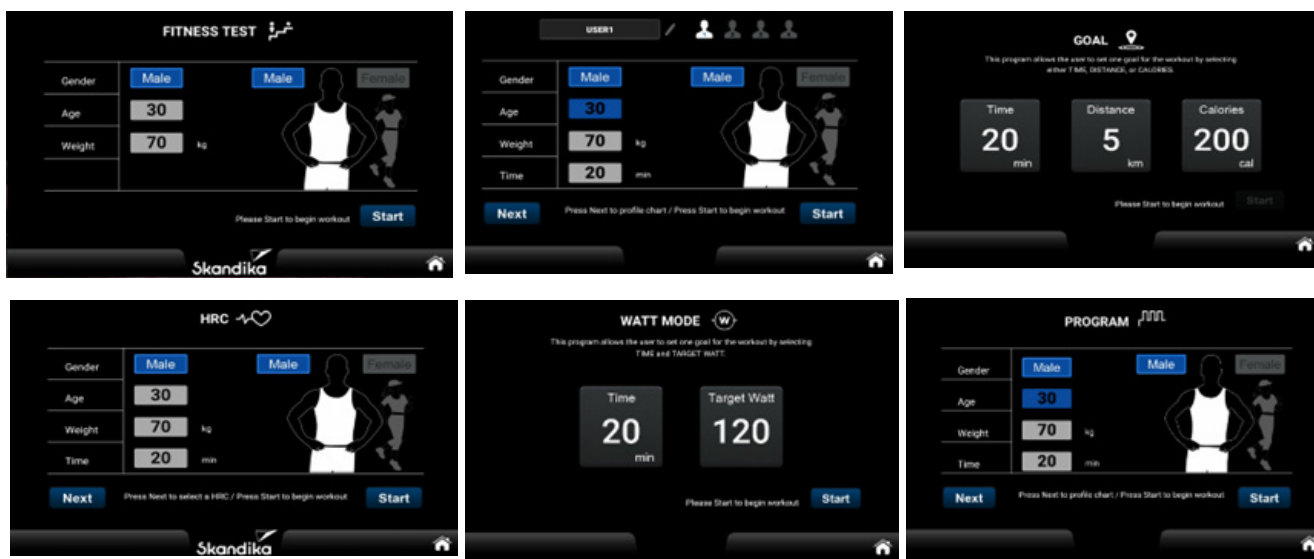 FITNESS TEST
Gender Male Male Female
Age 30
Weight 70 kg
Please Start to begin workout Start
Skandika
USER1
Gender Male Male Female
Age 30
Weight 70 kg
Time 20 min
Next Press Next to profile chart / Press Start to begin workout Start
GOAL
This program allows the user to set one goal for the workout by selecting
either TIME, DISTANCE, or CALORIES.
Time Distance Calories
20 5 200
min km cal
Please Start to begin workout Start
HRC
Gender Male Male Female
Age 30
Weight 70 kg
Time 20 min
Next Press Next to select a HRC / Press Start to begin workout Start
Skandika
WATT MODE W
This program allows the user to set one goal for the workout by selecting
TIME and TARGET WATT.
Time Target Watt
20 120
min
Please Start to begin workout Start
PROGRAM
Gender Male Male Female
Age 30
Weight 70 kg
Time 20 min
Next Press Next to profile chart / Press Start to begin workout Start